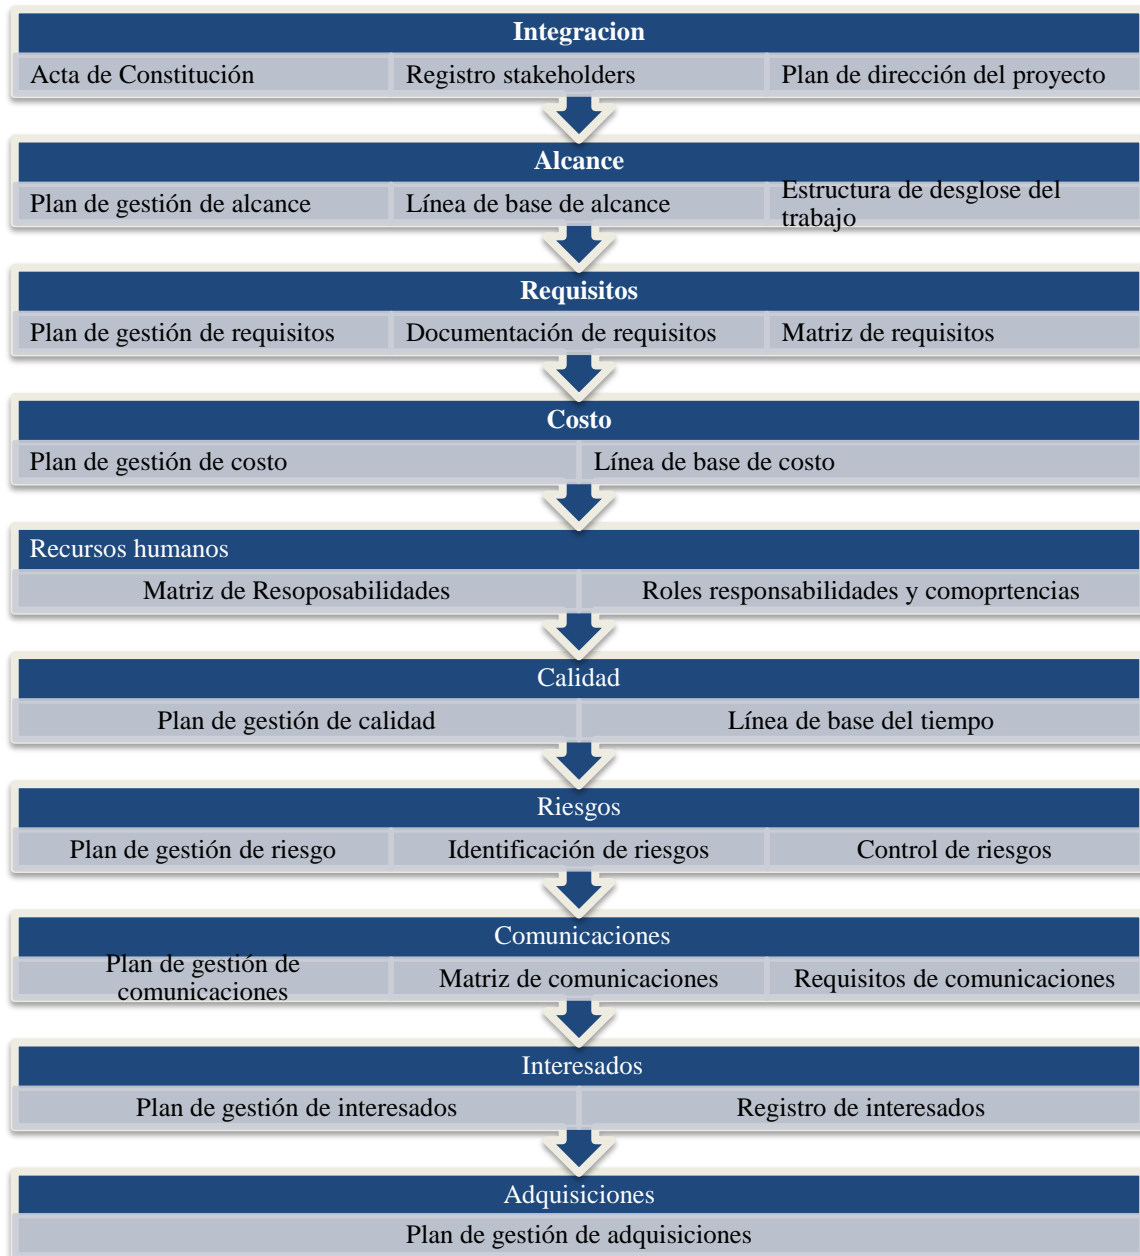 Integracion
Acta de Constitución
Registro stakeholders
Plan de dirección del proyecto
Alcance
Plan de gestión de alcance
Línea de base de alcance
Estructura de desglose del
trabajo
Requisitos
Plan de gestión de requisitos
Documentación de requisitos
Matriz de requisitos
Costo
Plan de gestión de costo
Línea de base de costo
Recursos humanos
Matriz de Resoposabilidades
Roles responsabilidades y comoprtencias
Calidad
Plan de gestión de calidad
Línea de base del tiempo
Riesgos
Plan de gestión de riesgo
Identificación de riesgos
Control de riesgos
Comunicaciones
Plan de gestión de
comunicaciones
Matriz de comunicaciones
Requisitos de comunicaciones
Interesados
Plan de gestión de interesados
Registro de interesados
Adquisiciones
Plan de gestión de adquisiciones